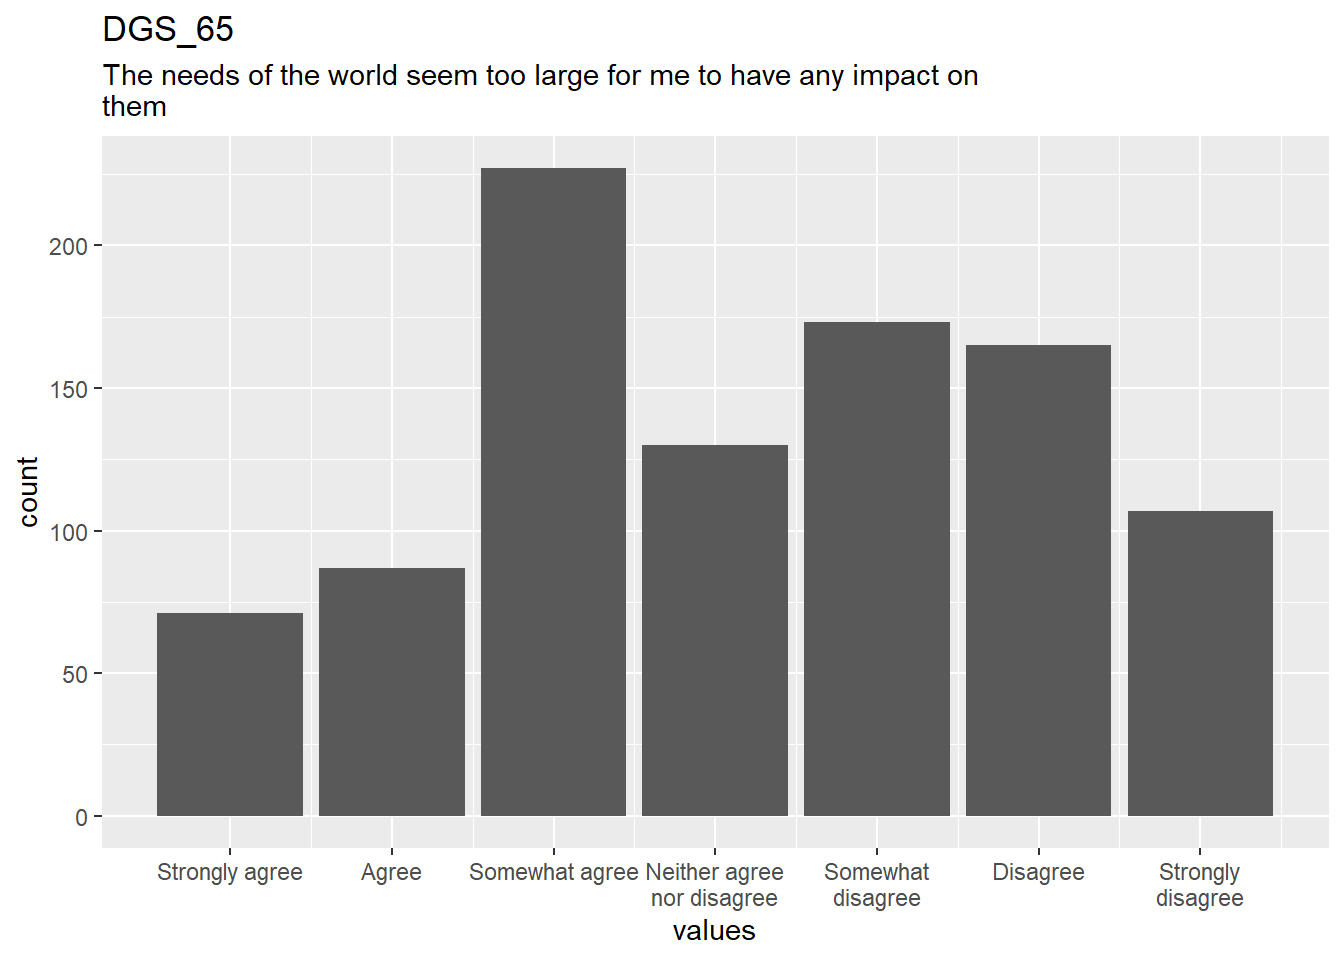 DGS_65
The needs of the world seem too large for me to have any impact on
them
count
200
150
100
50
0
Strongly agree
Agree
Somewhat agree
Neither agree
nor disagree
Somewhat
disagree
Disagree
Strongly
disagree
values